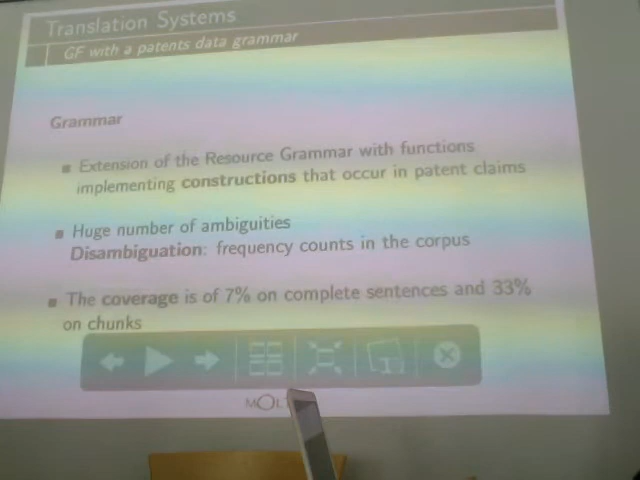 Translation Systems
GF with a patents data grammar
Grammar
Extension of the Resource Grammar with functions
implementing constructions that occur in patent claims
Huge number of ambiguities
Disambiguation: frequency counts in the corpus
The coverage is of 7% on complete sentences and 33%
on chunks